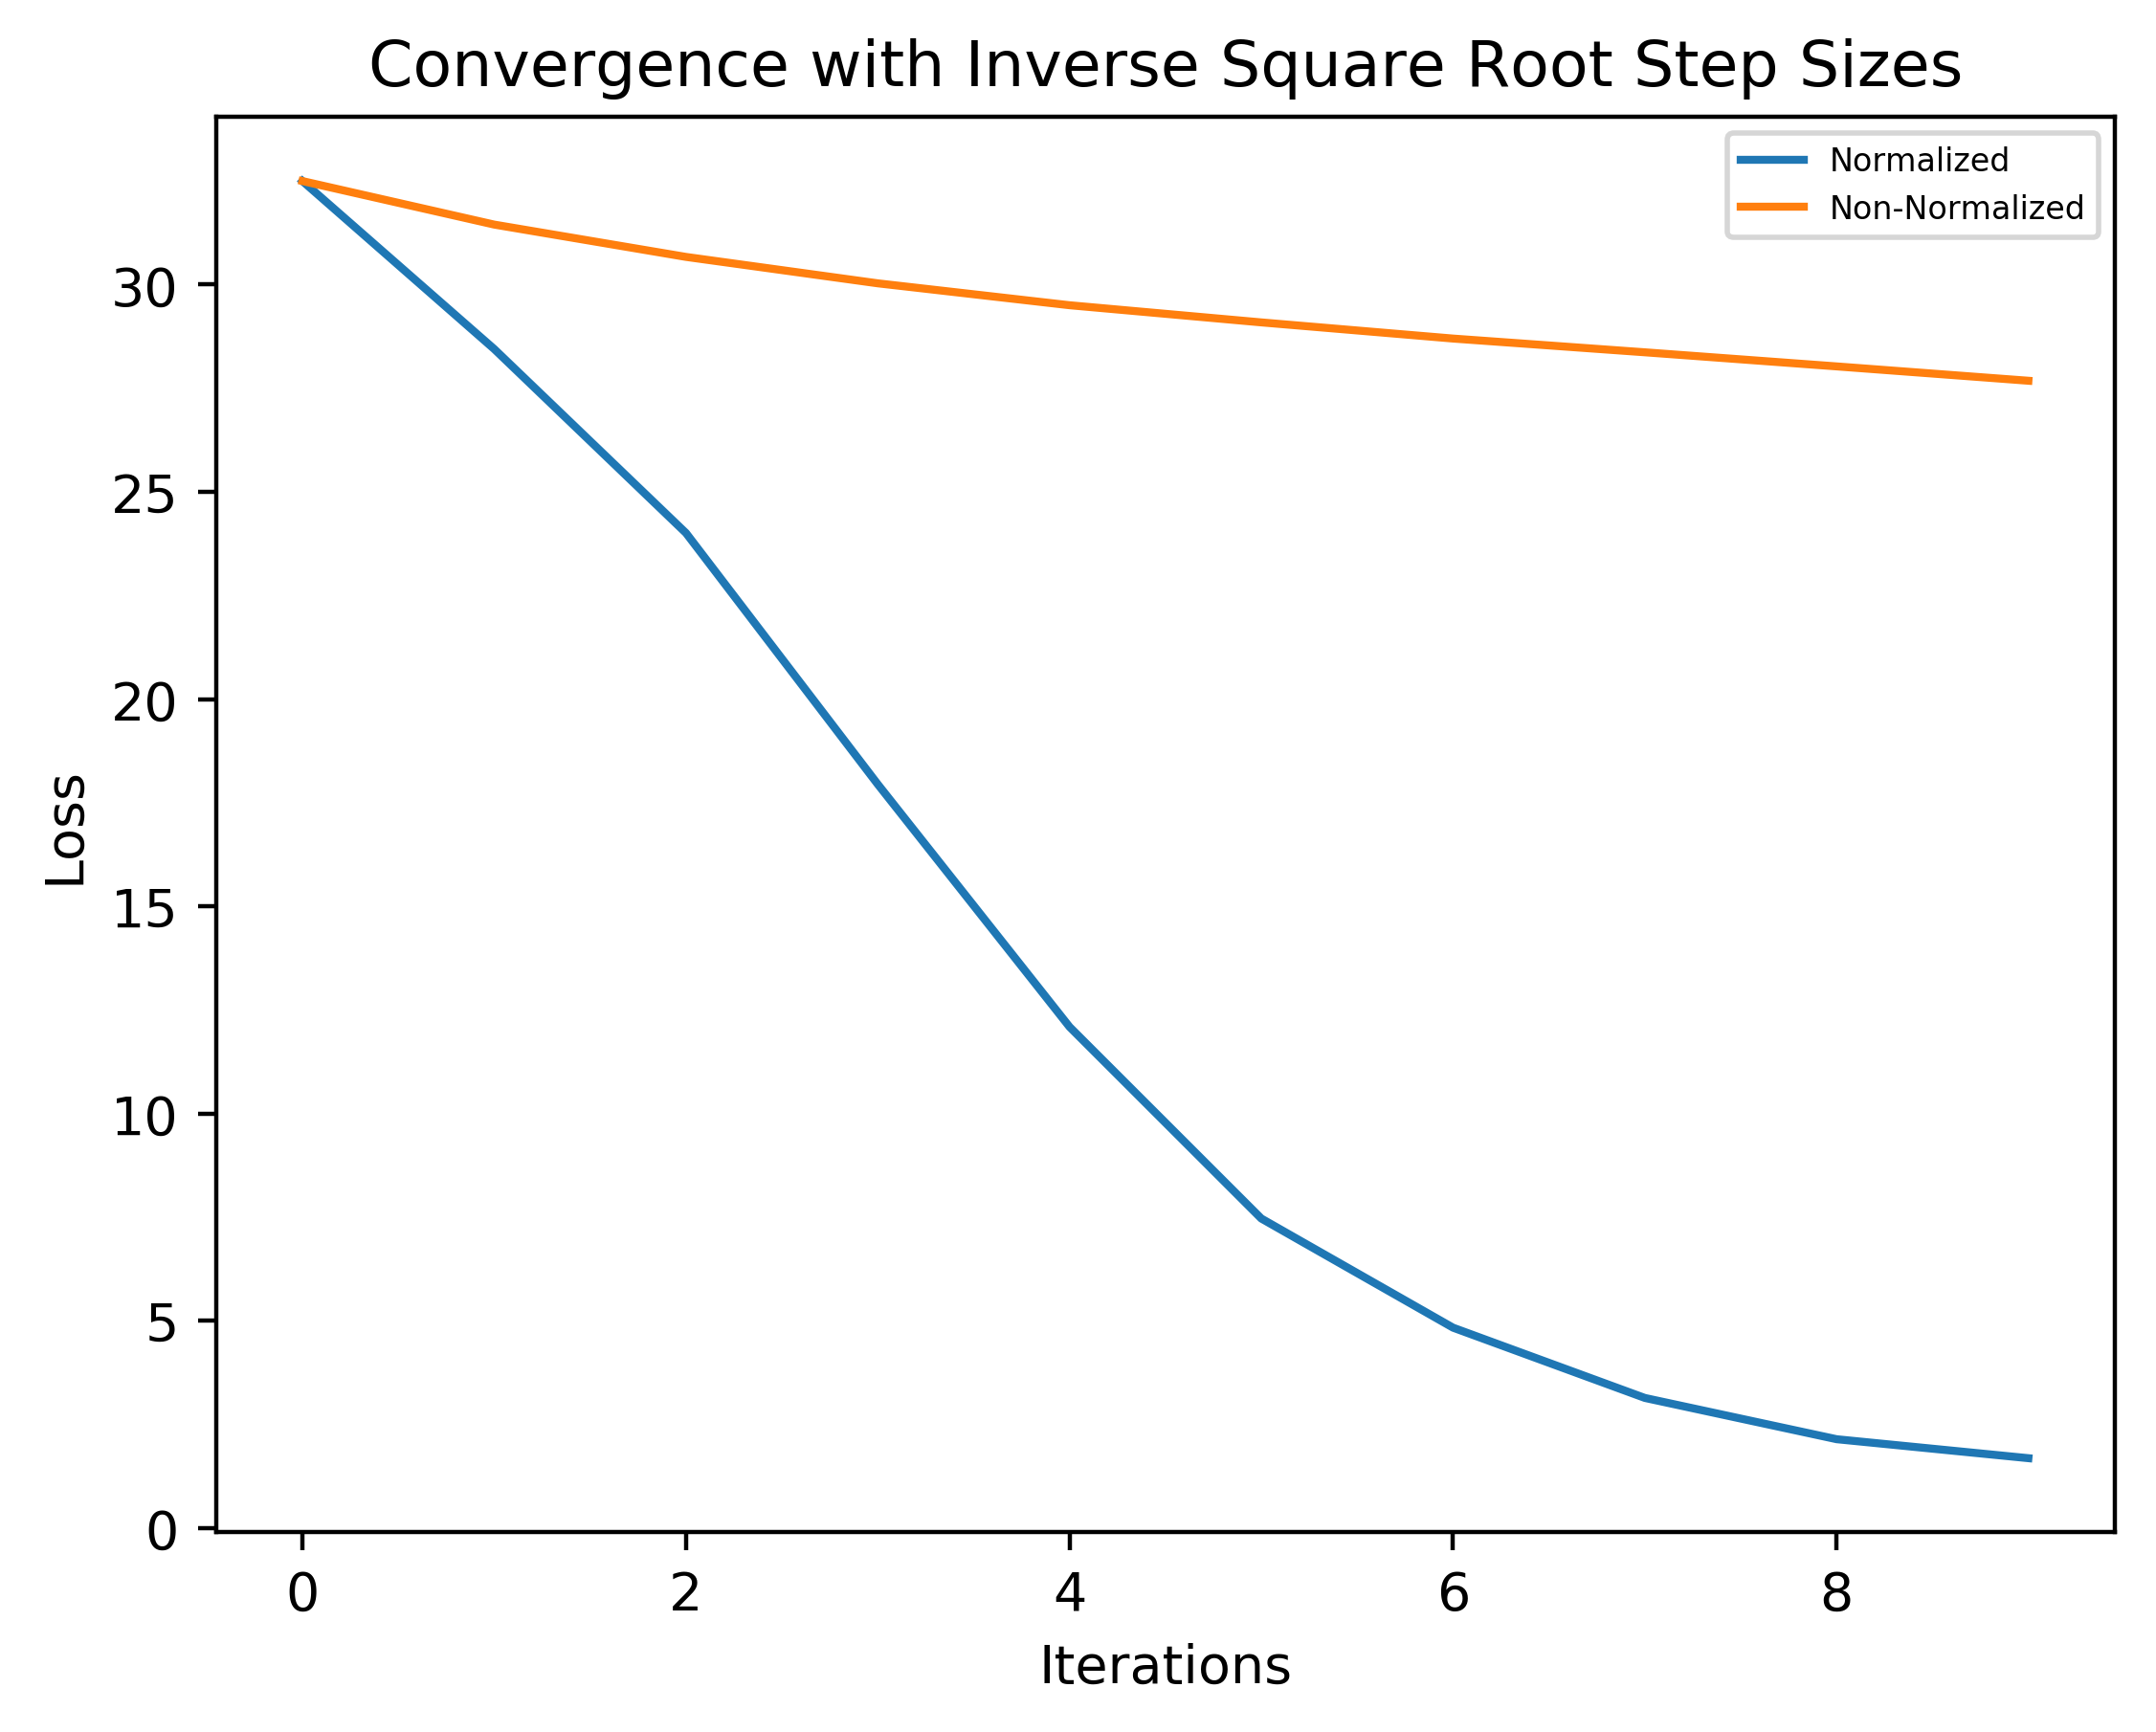 Convergence with Inverse Square Root Step Sizes
Normalized
Non-Normalized
30
25
20
15
10
5
0
Loss
0 2 4 6 8
Iterations